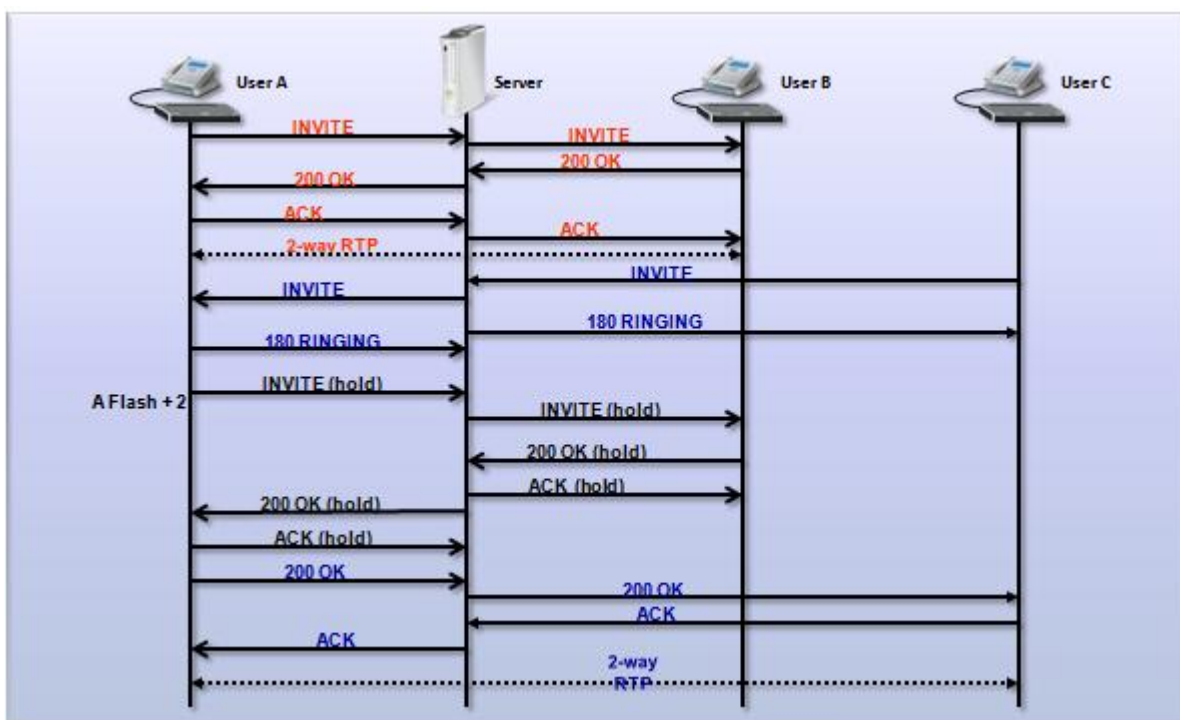 User A
Server
User B
User C
INVITE
INVITE
200 OK
200 OK
ACK
ACK
2-way RTP
INVITE
INVITE
180 RINGING
180 RINGING
INVITE (hold)
A Flash + 2
INVITE (hold)
200 OK (hold)
ACK (hold)
200 OK (hold)
ACK (hold)
200 OK
200 OK
ACK
ACK
2-way
RTP